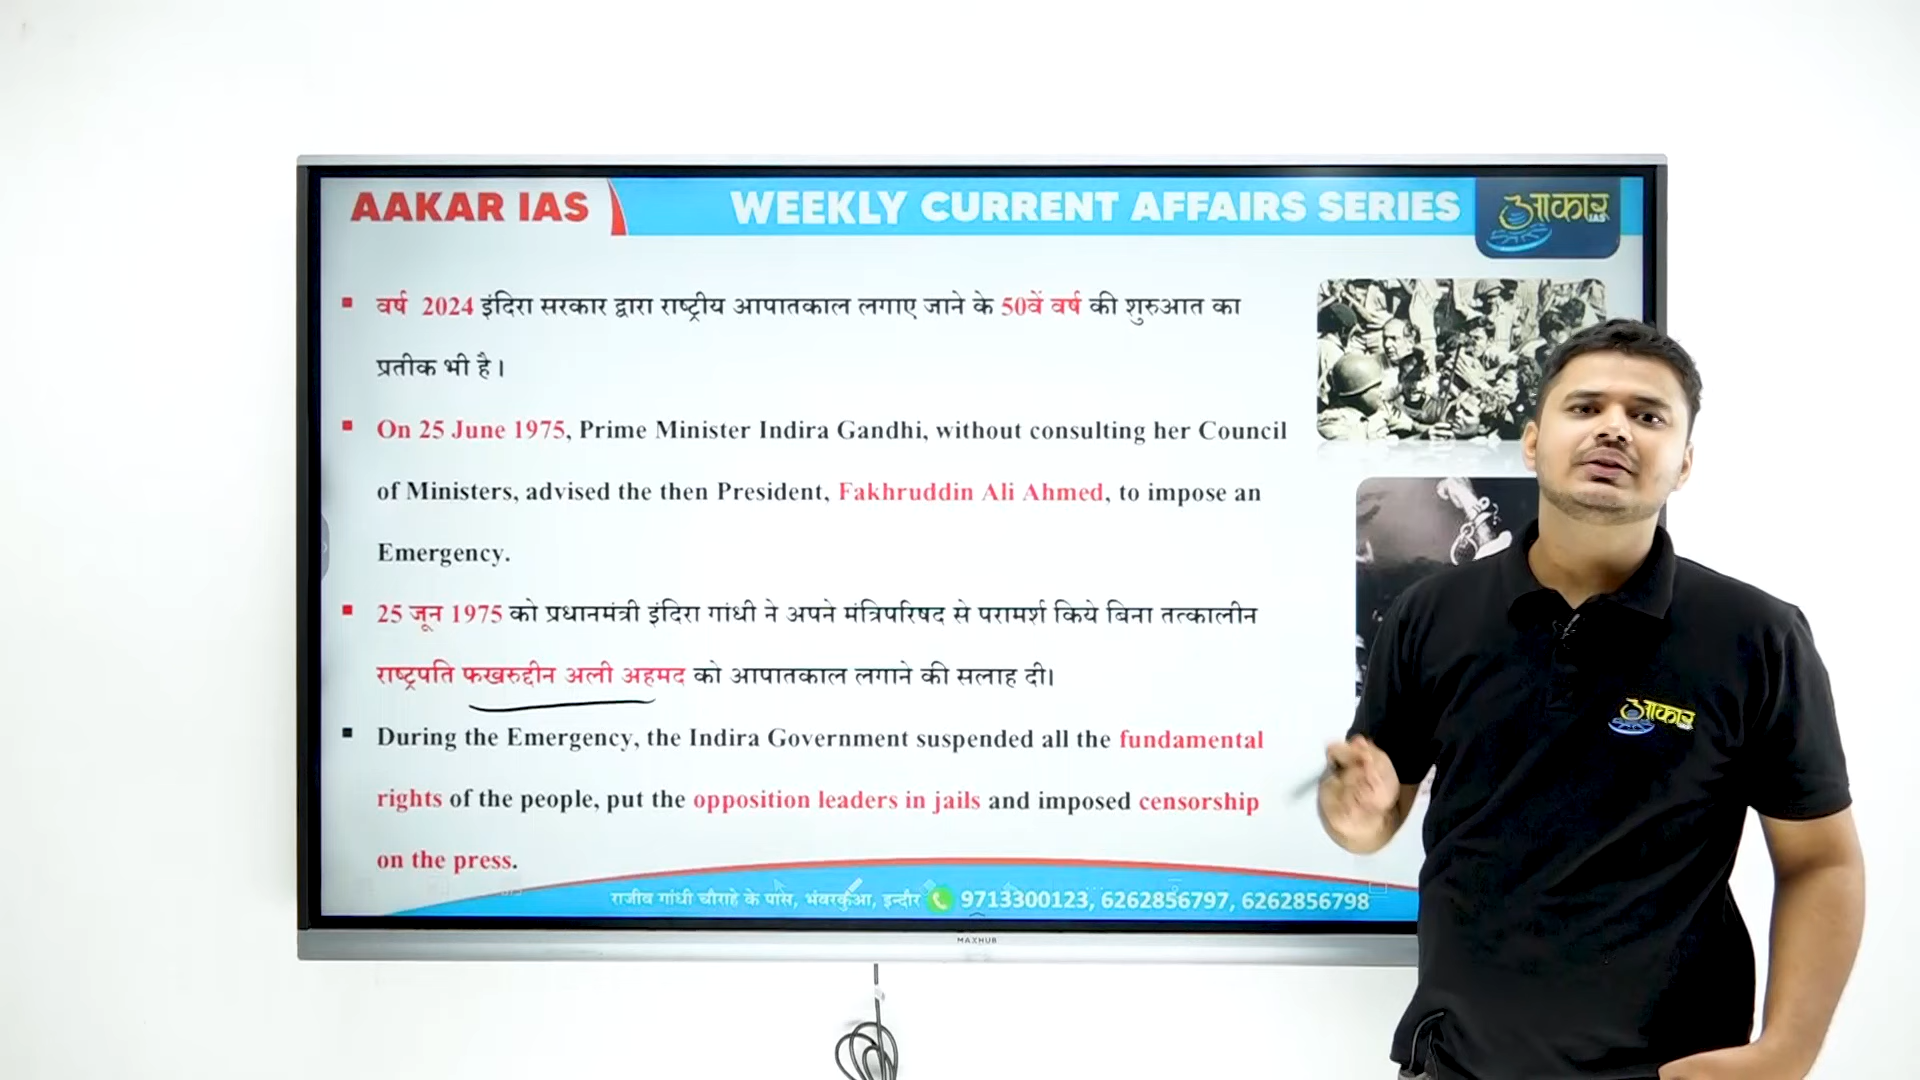 AAKAR IAS
WEEKLY CURRENT AFFAIRS SERIES
आकार
IAS
वर्ष 2024 इंदिरा सरकार द्वारा राष्ट्रीय आपातकाल लगाए जाने के 50वें वर्ष की शुरुआत का
प्रतीक भी है।
On 25 June 1975, Prime Minister Indira Gandhi, without consulting her Council
of Ministers, advised the then President, Fakhruddin Ali Ahmed, to impose an
Emergency.
25 जून 1975 को प्रधानमंत्री इंदिरा गांधी ने अपने मंत्रिपरिषद से परामर्श किये बिना तत्कालीन
राष्ट्रपति फखरुद्दीन अली अहमद को आपातकाल लगाने की सलाह दी।
During the Emergency, the Indira Government suspended all the fundamental
rights of the people, put the opposition leaders in jails and imposed censorship
on the press.
राजीव गांधी चौराहे के पास, भंवरकुँआ, इन्दौर 9713300123, 6262856797, 6262856798
MAXHUB
आकार